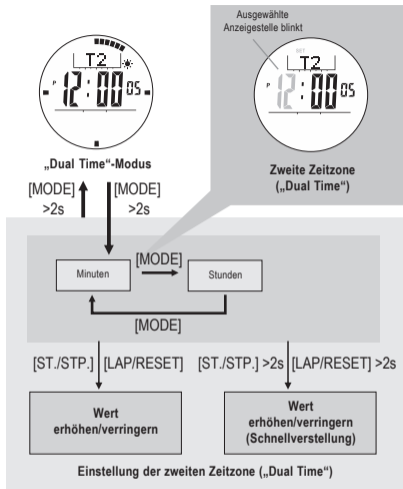 Ausgewählte
Anzeigestelle blinkt
T2
P 12:00 05
„Dual Time“-Modus
SET
T2
P 12:00 05
Zweite Zeitzone
(„Dual Time“)
[MODE]
>2s
[MODE]
>2s
Minuten
[MODE]
Stunden
[MODE]
[ST./STP.]
[LAP/RESET]
[ST./STP.] >2s
[LAP/RESET] >2s
Wert
erhöhen/verringern
Wert
erhöhen/verringern
(Schnellverstellung)
Einstellung der zweiten Zeitzone („Dual Time“)